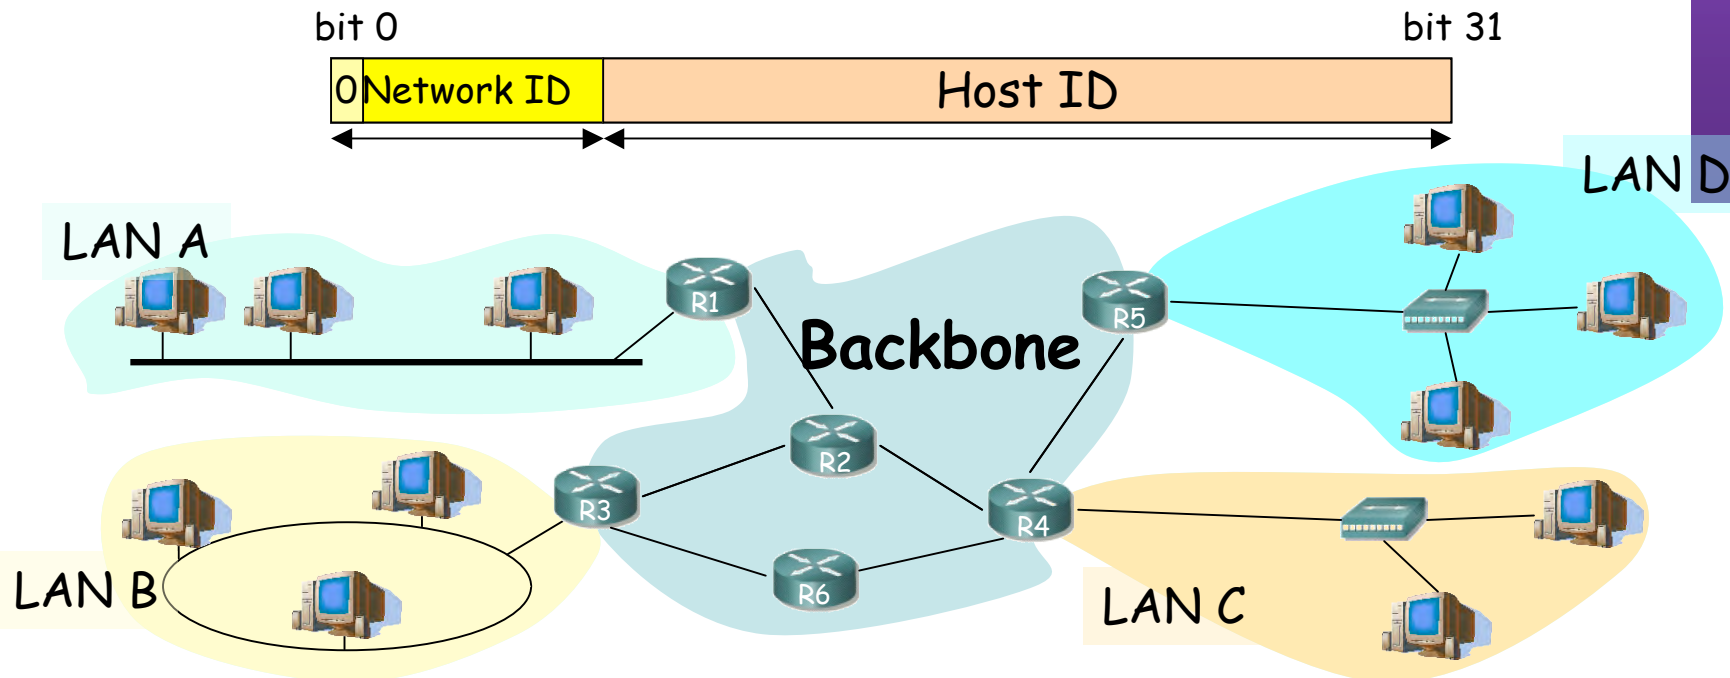 bit 0
bit 31
0
Network ID
Host ID
LAN D
LAN A
R1
R5
Backbone
R2
R3
R4
R6
LAN B
LAN C